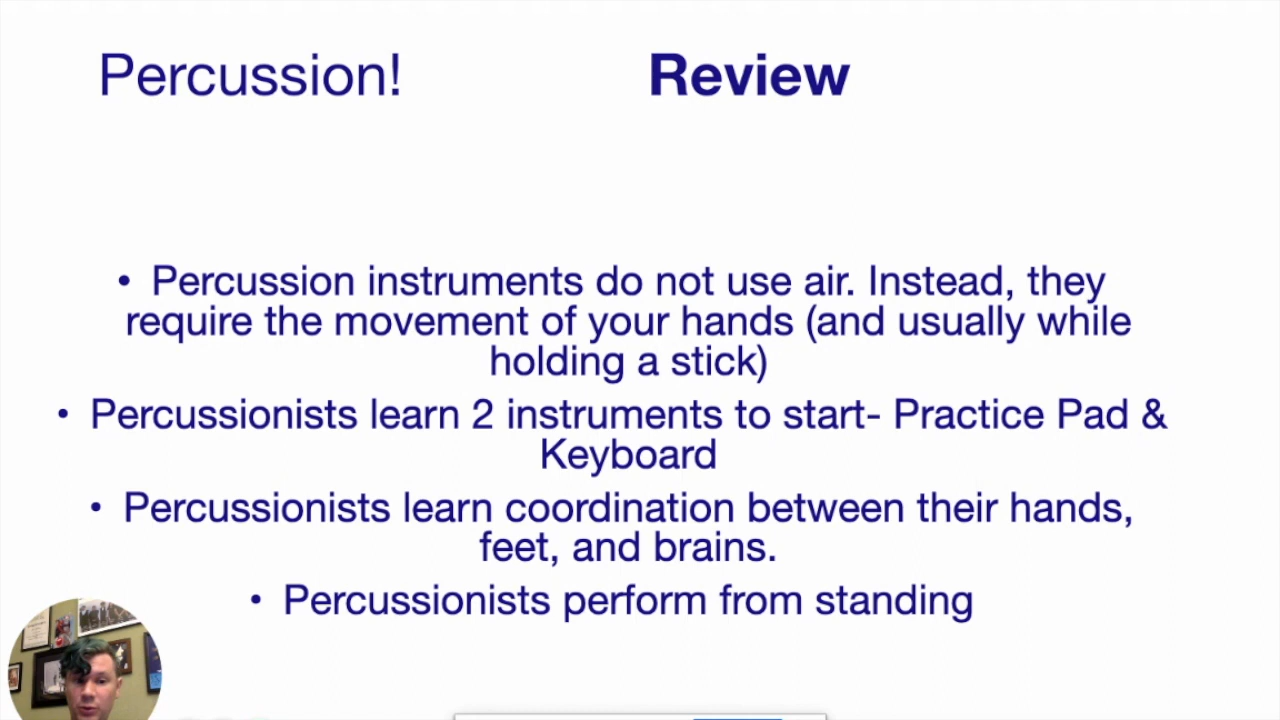 Percussion! Review
• Percussion instruments do not use air. Instead, they
require the movement of your hands (and usually while
holding a stick)
• Percussionists learn 2 instruments to start- Practice Pad &
Keyboard
• Percussionists learn coordination between their hands,
feet, and brains.
• Percussionists perform from standing